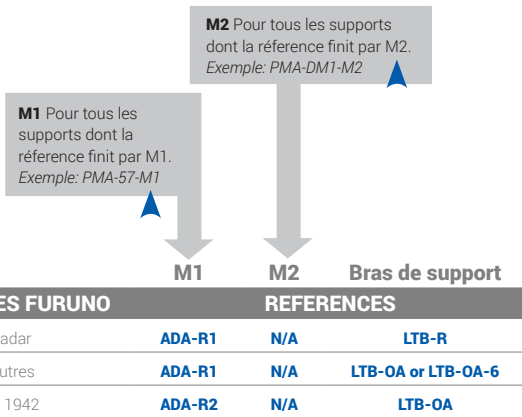 M2 Pour tous les supports
dont la réference finit par M2.
Exemple: PMA-DM1-M2
M1 Pour tous les
supports dont la
réference finit par M1.
Exemple: PMA-57-M1
M1 M2 Bras de support
ES FURUNO REFERENCES
adar ADA-R1 N/A LTB-R
utres ADA-R1 N/A LTB-OA or LTB-OA-6
1942 ADA-R2 N/A LTB-OA